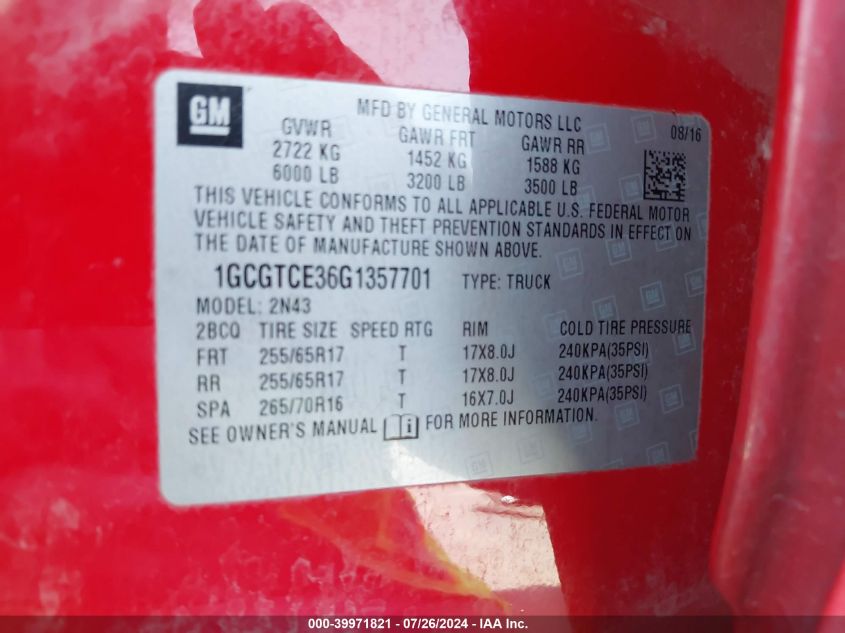 GM
MFD BY GENERAL MOTORS LLC
08/16
GVWR GAWR FRT GAWR RR
2722 KG 1452 KG 1588 KG
6000 LB 3200 LB 3500 LB
THIS VEHICLE CONFORMS TO ALL APPLICABLE U.S. FEDERAL MOTOR
VEHICLE SAFETY AND THEFT PREVENTION STANDARDS IN EFFECT ON
THE DATE OF MANUFACTURE SHOWN ABOVE.
1GCGTCE36G1357701 TYPE: TRUCK
MODEL: 2N43
2BCQ TIRE SIZE SPEED RTG RIM COLD TIRE PRESSURE
FRT 255/65R17 T 17X8.0J 240KPA(35PSI)
RR 255/65R17 T 17X8.0J 240KPA(35PSI)
SPA 265/70R16 T 16X7.0J 240KPA(35PSI)
SEE OWNER'S MANUAL i FOR MORE INFORMATION.
000-39971821 / 07/26/2024 - IAA Inc.